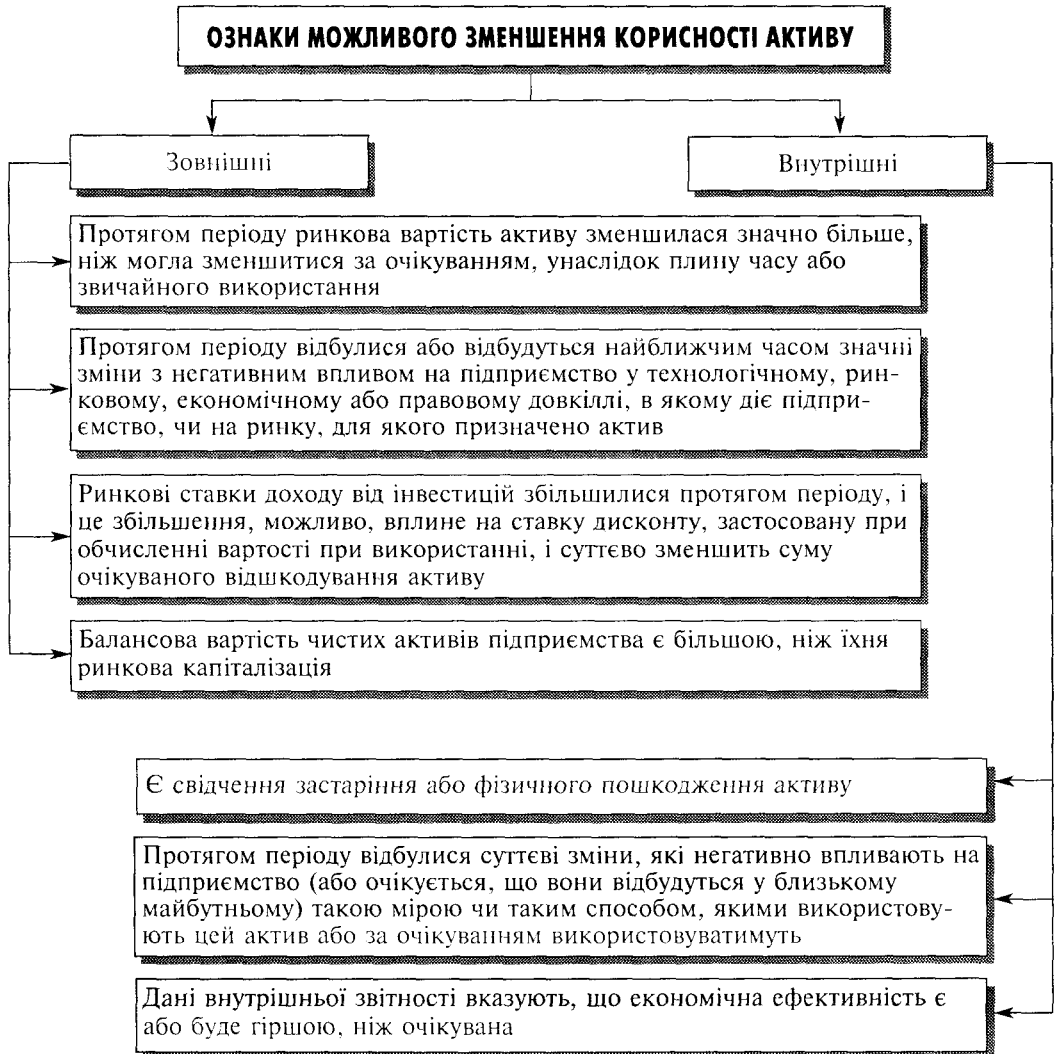 ОЗНАКИ МОЖЛИВОГО ЗМЕНШЕННЯ КОРИСНОСТІ АКТИВУ
Зовнішні
Внутрішні
Протягом періоду ринкова вартість активу зменшилася значно більше,
ніж могла зменшитися за очікуванням, унаслідок плину часу або
звичайного використання
Протягом періоду відбулися або відбудуться найближчим часом значні
зміни з негативним впливом на підприємство у технологічному, рин-
ковому, економічному або правовому довкіллі, в якому діє підпри-
ємство, чи на ринку, для якого призначено актив
Ринкові ставки доходу від інвестицій збільшилися протягом періоду, і
це збільшення, можливо, вплине на ставку дисконту, застосовану при
обчисленні вартості при використанні, і суттєво зменшить суму
очікуваного відшкодування активу
Балансова вартість чистих активів підприємства є більшою, ніж їхня
ринкова капіталізація
Є свідчення застаріння або фізичного пошкодження активу
Протягом періоду відбулися суттєві зміни, які негативно впливають на
підприємство (або очікується, що вони відбудуться у близькому
майбутньому) такою мірою чи таким способом, якими використову-
ють цей актив або за очікуванням використовуватимуть
Дані внутрішньої звітності вказують, що економічна ефективність є
або буде гіршою, ніж очікувана